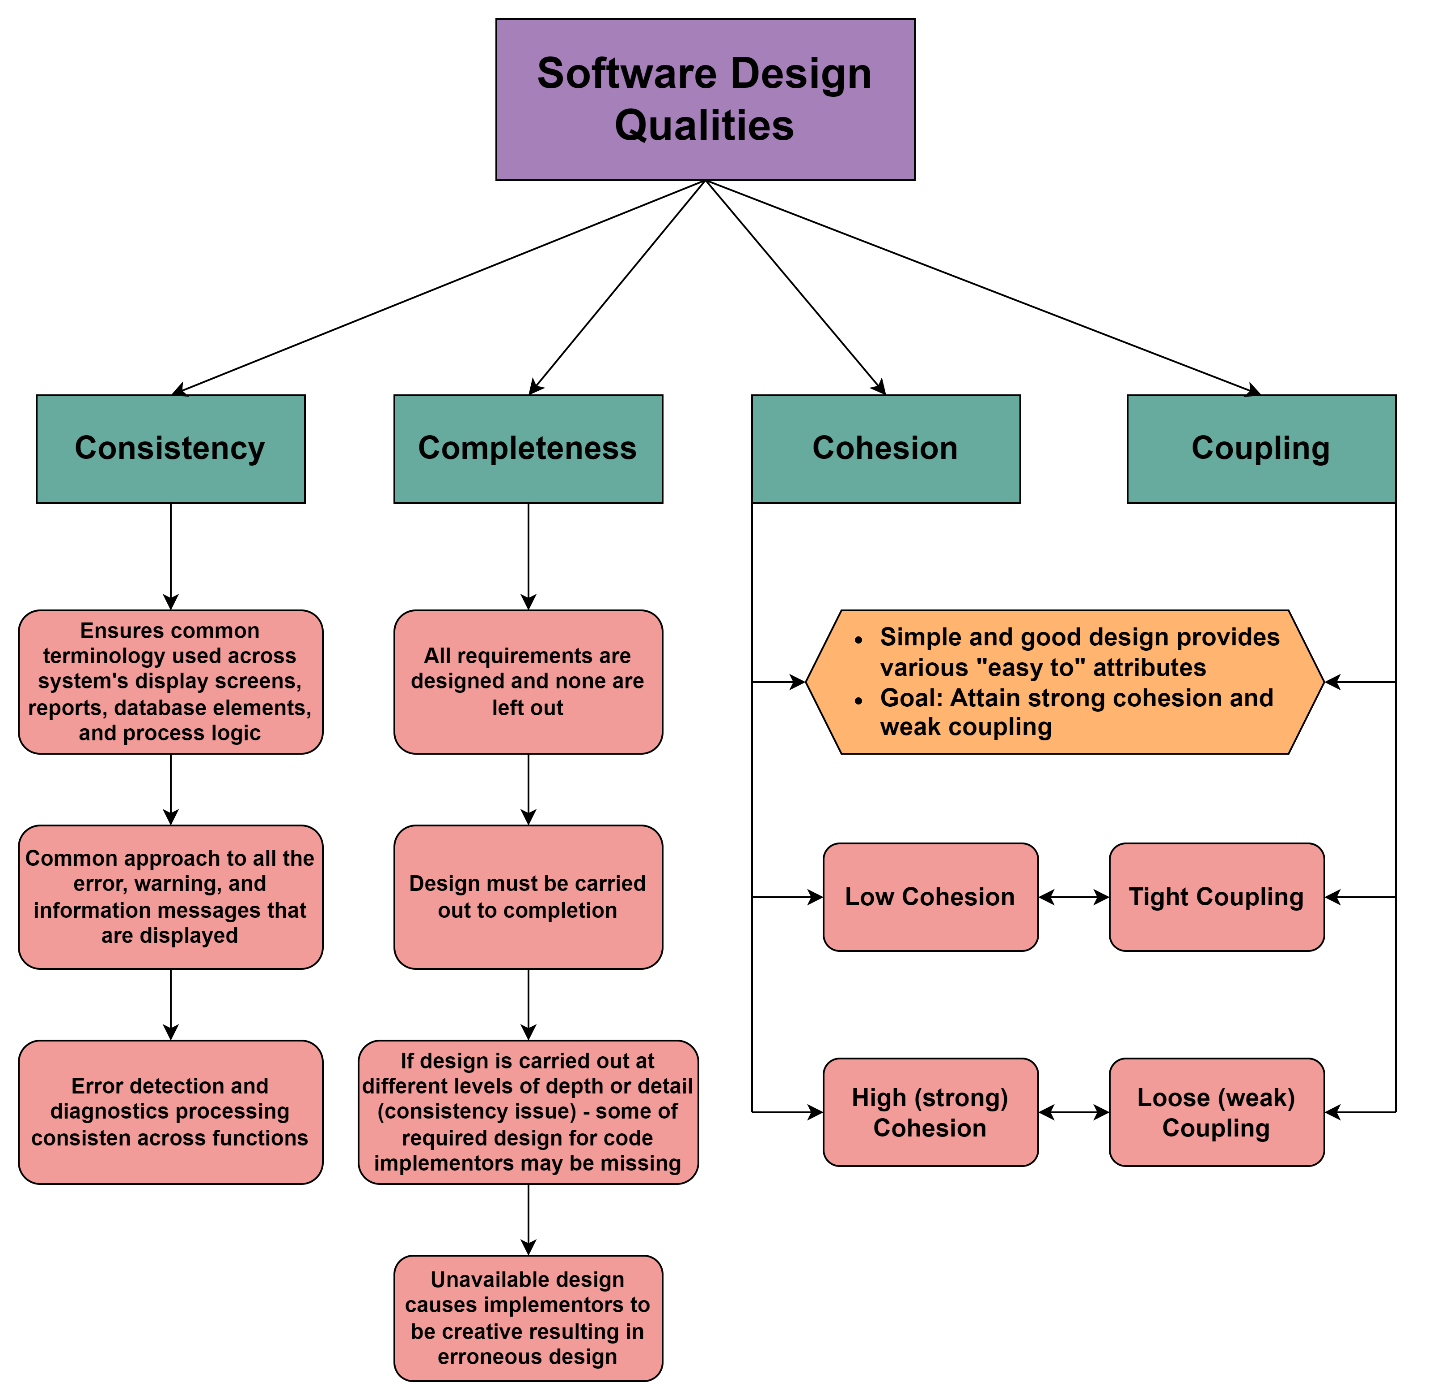 Software Design
Qualities
Consistency
Completeness
Cohesion
Coupling
Ensures common
terminology used across
system's display screens,
reports, database elements,
and process logic
Common approach to all the
error, warning, and
information messages that
are displayed
Error detection and
diagnostics processing
consisten across functions
All requirements are
designed and none are
left out
Design must be carried
out to completion
If design is carried out at
different levels of depth or detail
(consistency issue) - some of
required design for code
implementors may be missing
Unavailable design
causes implementors to
be creative resulting in
erroneous design
• Simple and good design provides
various "easy to" attributes
• Goal: Attain strong cohesion and
weak coupling
Low Cohesion
Tight Coupling
High (strong)
Cohesion
Loose (weak)
Coupling